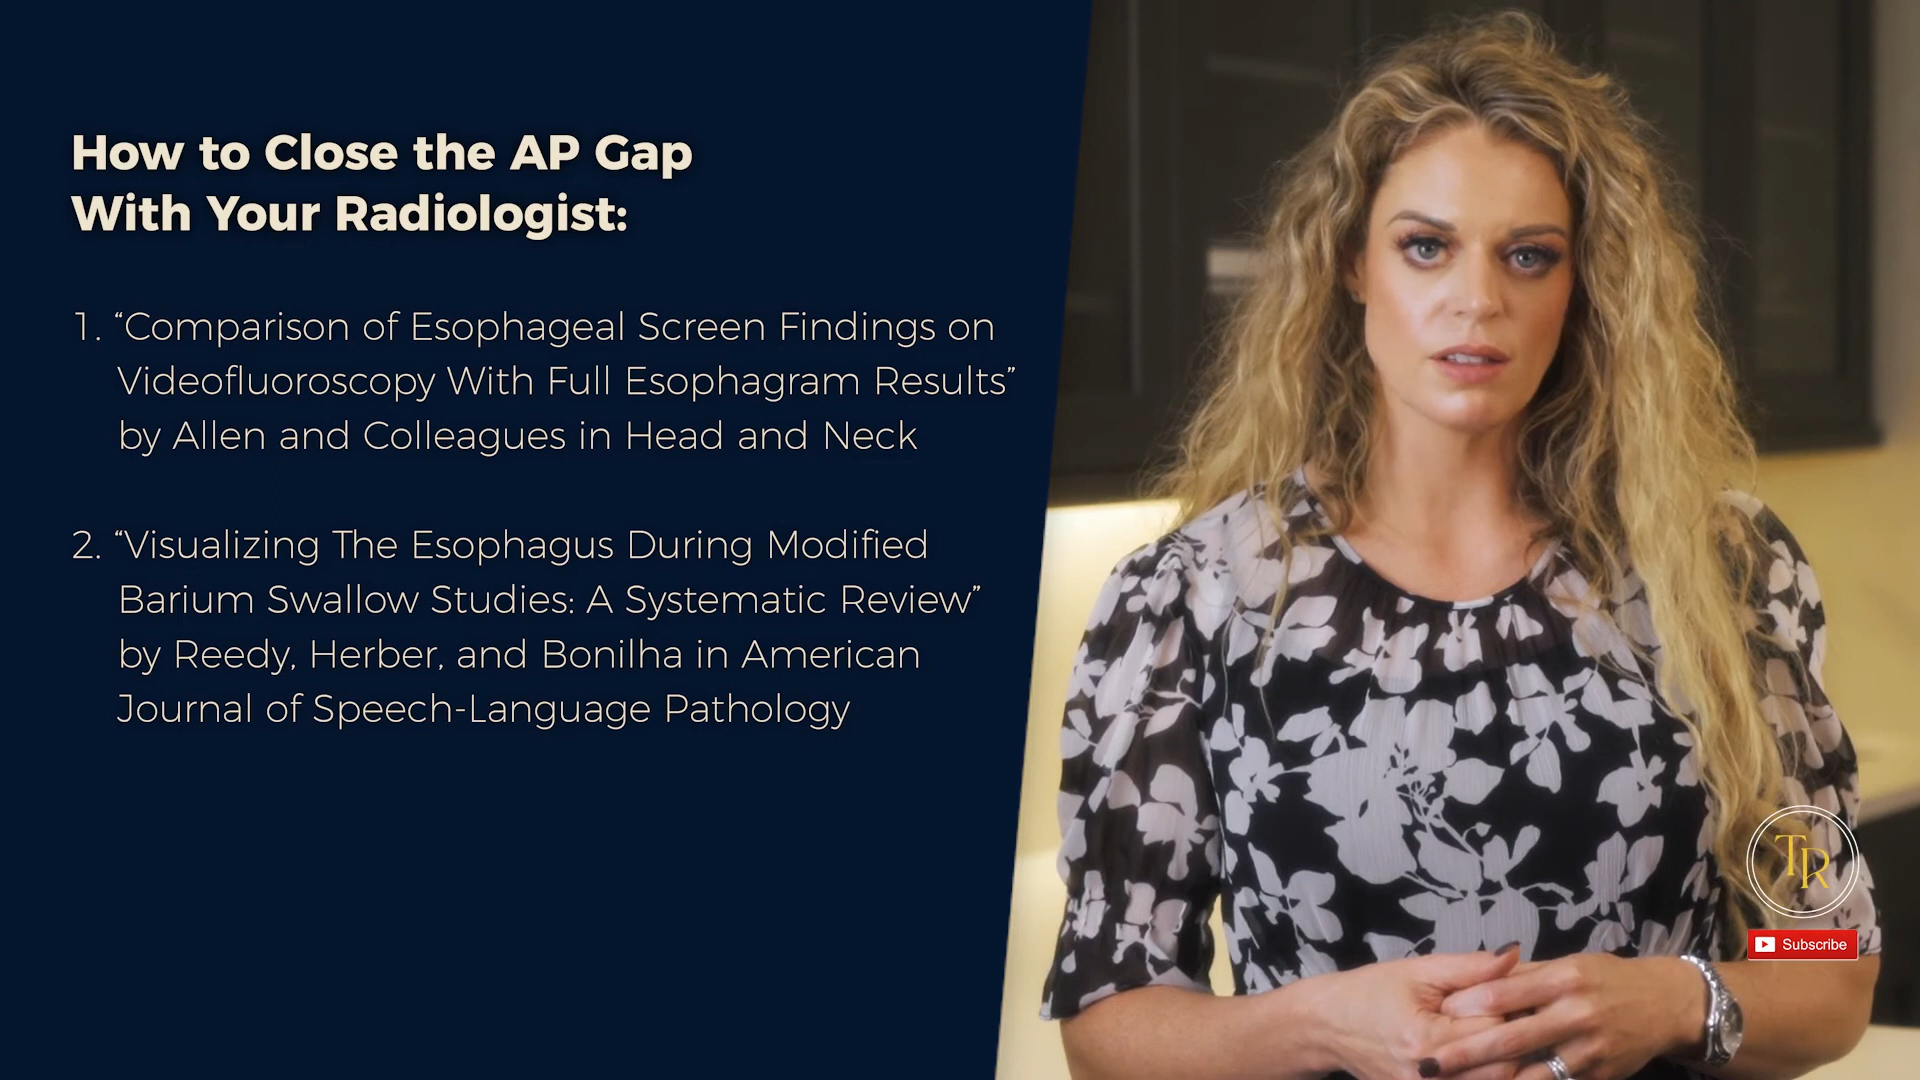 How to Close the AP Gap
With Your Radiologist:
1. “Comparison of Esophageal Screen Findings on
Videofluoroscopy With Full Esophagram Results”
by Allen and Colleagues in Head and Neck
2. “Visualizing The Esophagus During Modified
Barium Swallow Studies: A Systematic Review”
by Reedy, Herber, and Bonilha in American
Journal of Speech-Language Pathology
TR
Subscribe